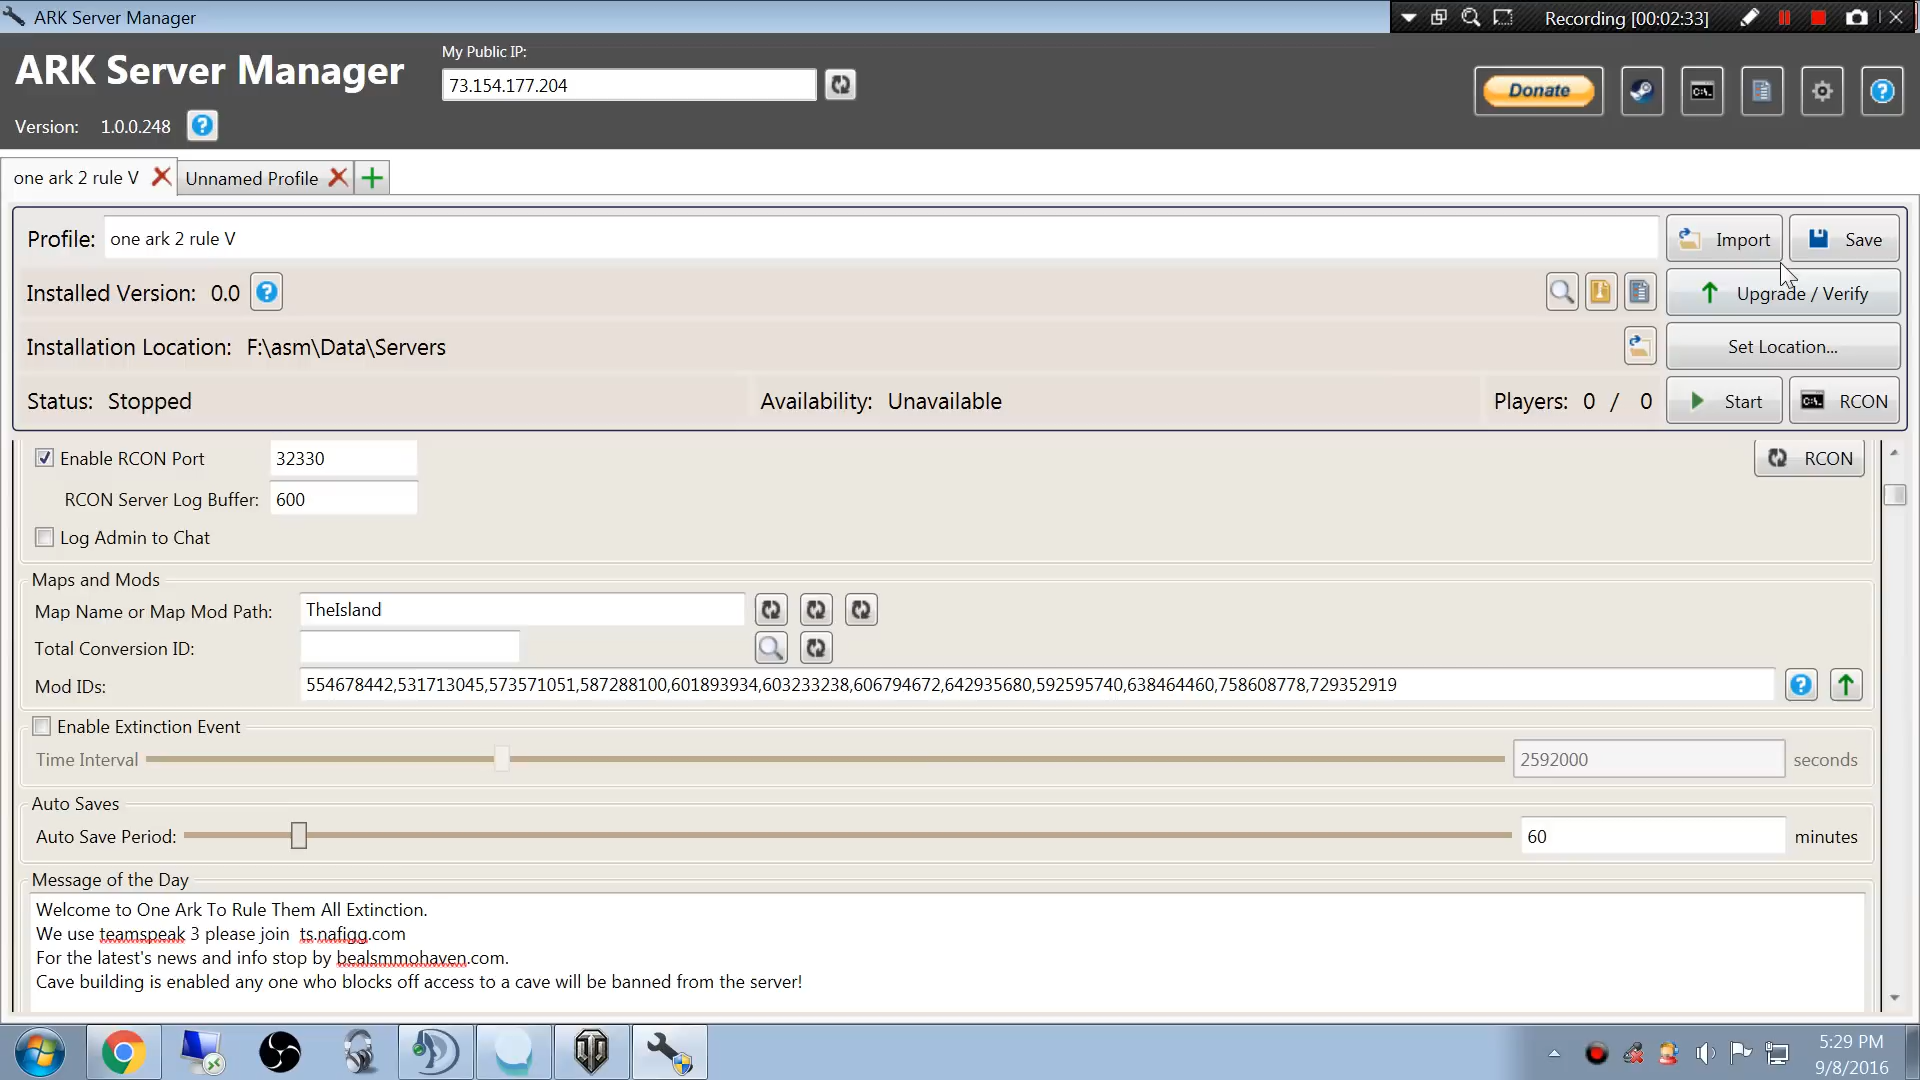 ARK Server Manager
Recording [00:02:33]
ARK Server Manager
My Public IP:
73.154.177.204
Donate
Version: 1.0.0.248
one ark 2 rule V
Unnamed Profile
Profile: one ark 2 rule V
Import
Save
Installed Version: 0.0
Upgrade / Verify
Installation Location: F:\asm\Data\Servers
Set Location...
Status: Stopped
Availability: Unavailable
Players: 0 / 0
Start
RCON
Enable RCON Port 32330
RCON
RCON Server Log Buffer: 600
Log Admin to Chat
Maps and Mods
Map Name or Map Mod Path: TheIsland
Total Conversion ID:
Mod IDs: 554678442,531713045,573571051,587288100,601893934,603233238,606794672,642935680,592595740,638464460,758608778,729352919
Enable Extinction Event
Time Interval 2592000 seconds
Auto Saves
Auto Save Period: 60 minutes
Message of the Day
Welcome to One Ark To Rule Them All Extinction.
We use teamspeak 3 please join ts.nafigg.com
For the latest's news and info stop by bealsmmohaven.com.
Cave building is enabled any one who blocks off access to a cave will be banned from the server!
5:29 PM
9/8/2016